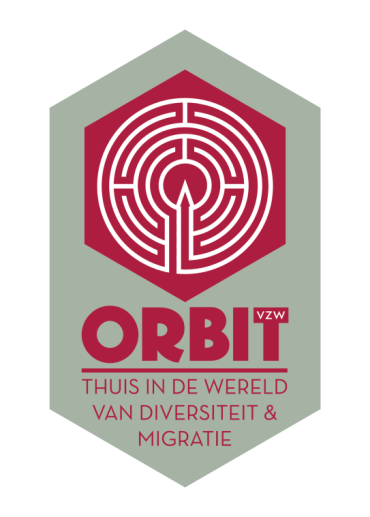 ORBIT VZW
THUIS IN DE WERELD
VAN DIVERSITEIT &
MIGRATIE